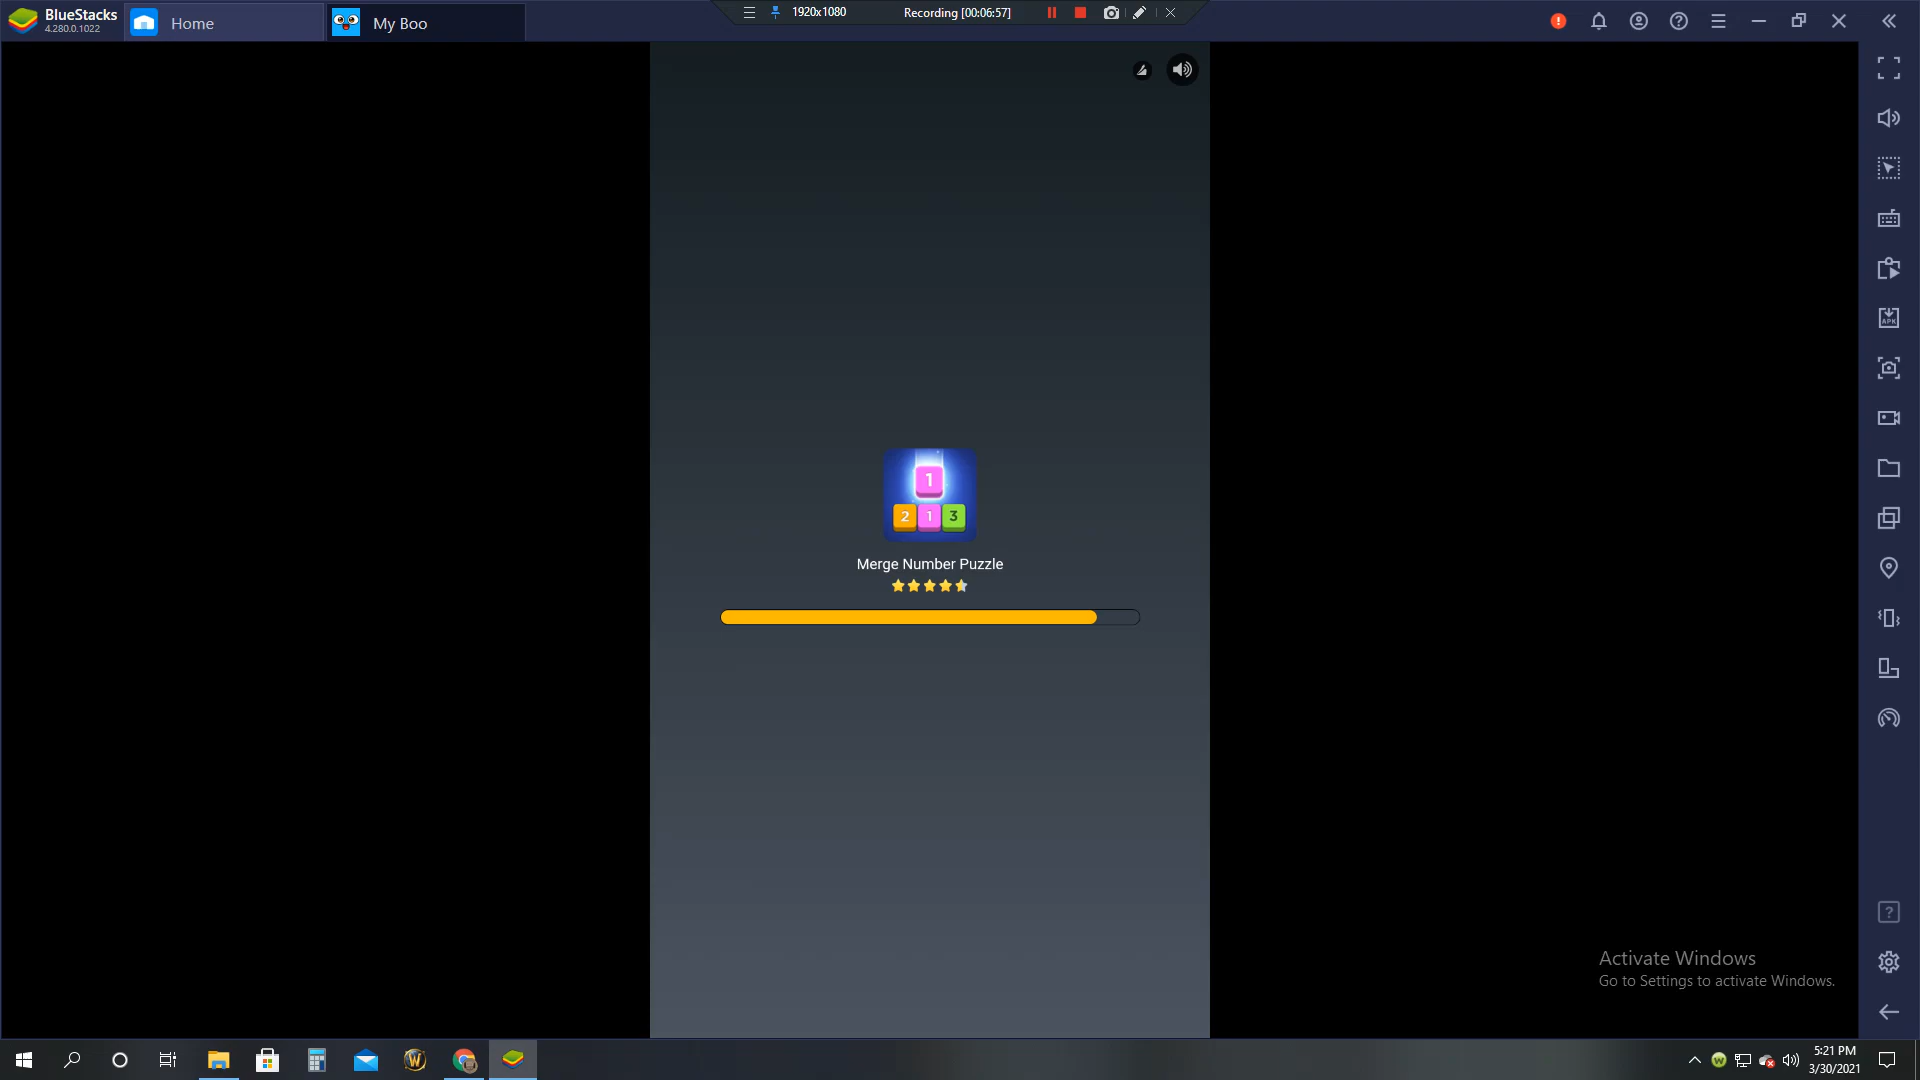 BlueStacks
4.280.0.1022
Home
My Boo
1920x1080
Recording [00:06:57]
1
2 1 3
Merge Number Puzzle
APK
Activate Windows
Go to Settings to activate Windows.
5:21 PM
3/30/2021